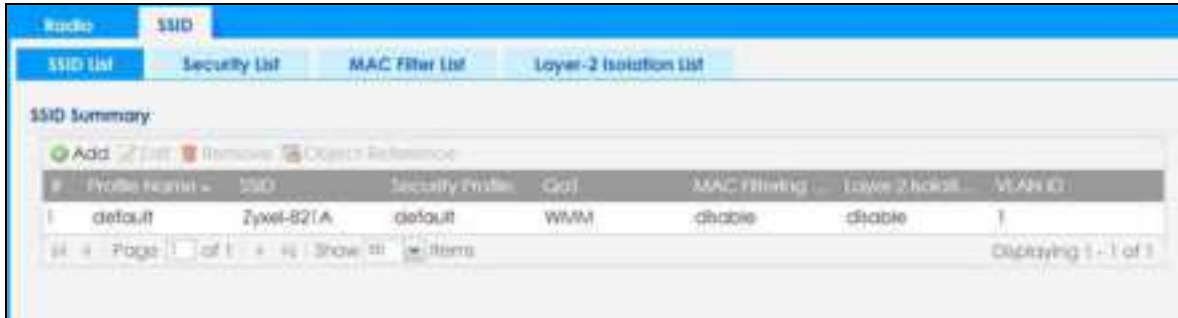 Radio SSID
SSID List Security List MAC Filter List Layer-2 Isolation List
SSID Summary
Add Edit Remove Object Reference
# Profile Name SSID Security Profile QoS MAC Filtering ... Layer-2 Isolati... VLAN ID
1 default Zyxel-821A default WMM disable disable 1
Page 1 of 1 Show 50 Items Displaying 1 - 1 of 1